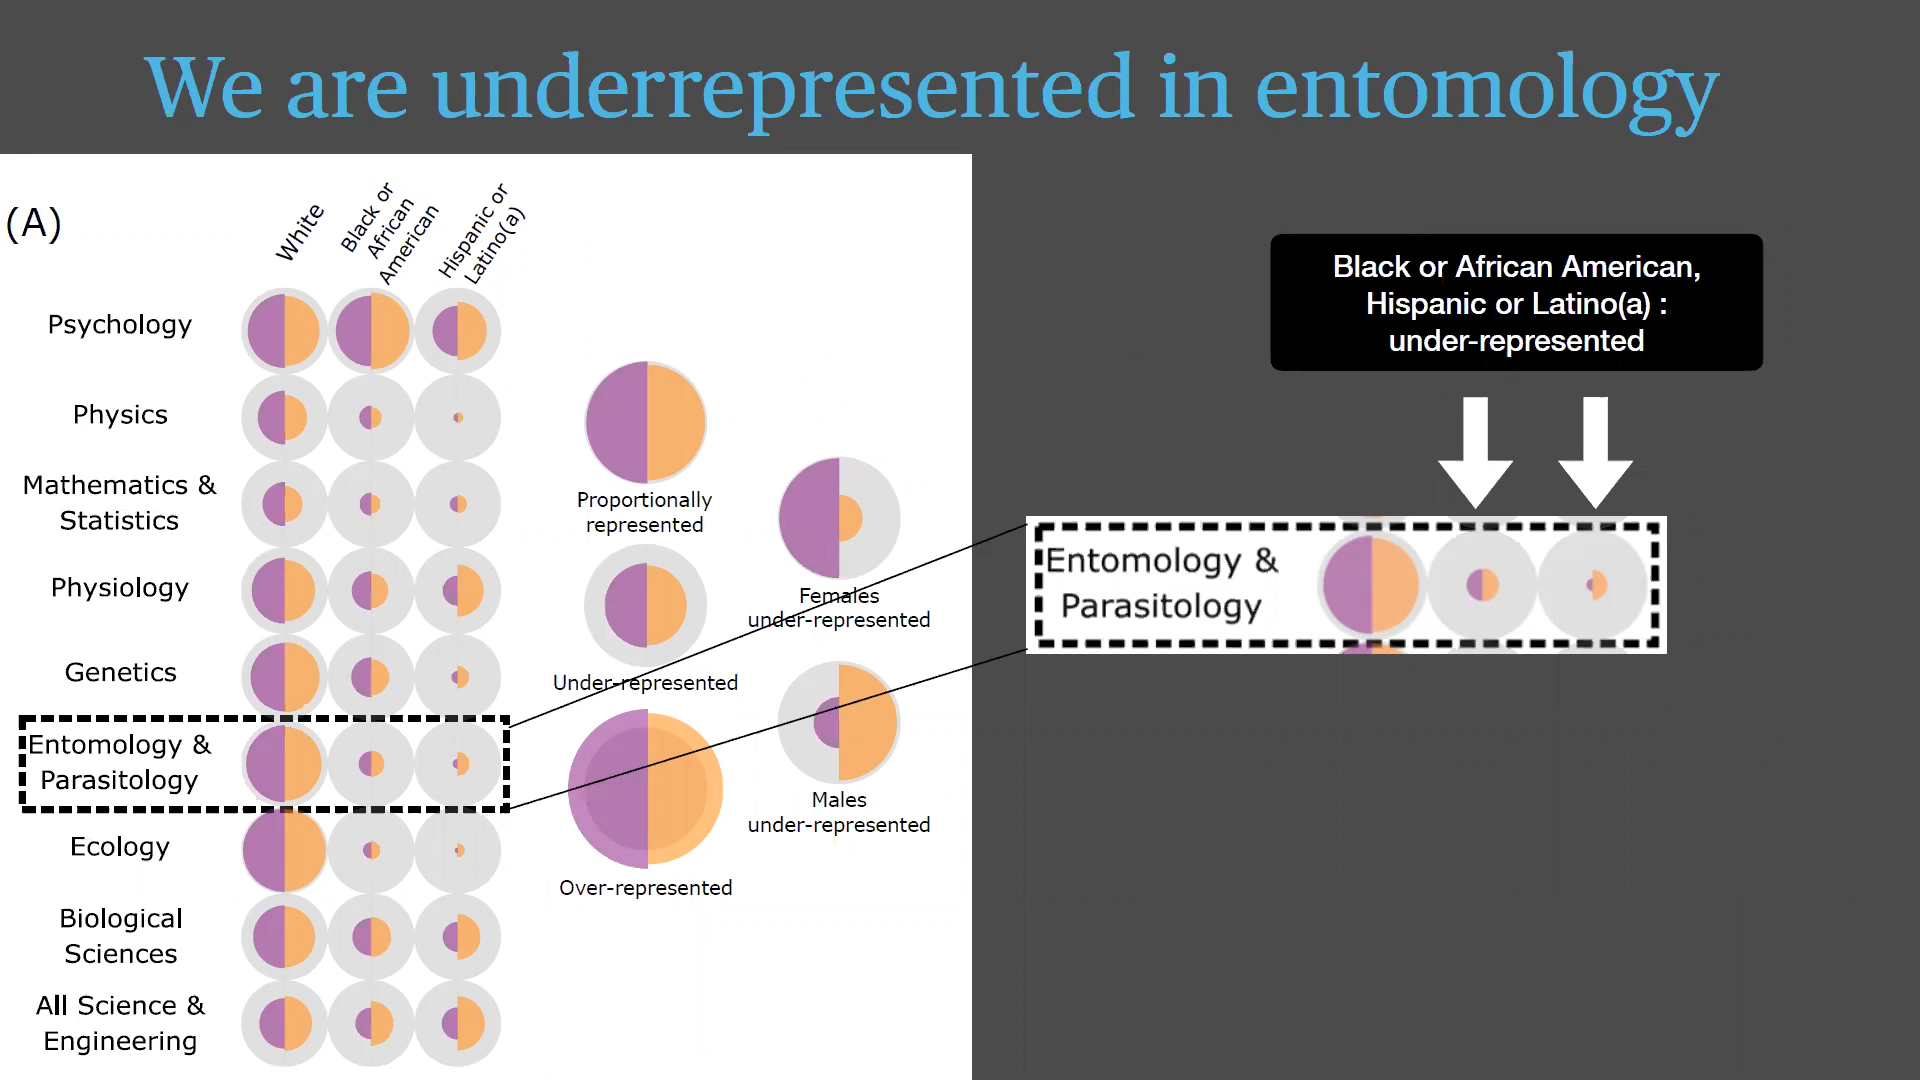 We are underrepresented in entomology
(A)
White
Black or
African
American
Hispanic or
Latino(a)
Psychology
Physics
Mathematics &
Statistics
Physiology
Genetics
Entomology &
Parasitology
Ecology
Biological
Sciences
All Science &
Engineering
Proportionally
represented
Under-represented
Over-represented
Females
under-represented
Males
under-represented
Black or African American,
Hispanic or Latino(a) :
under-represented
Entomology &
Parasitology